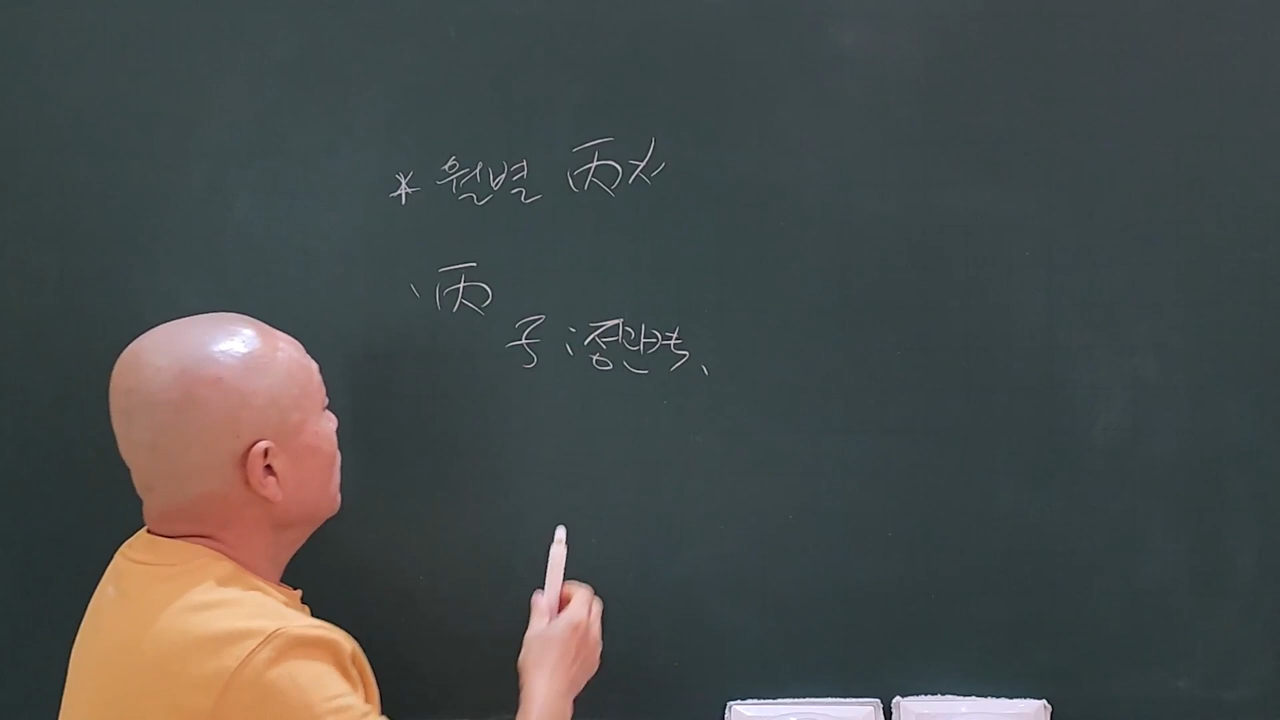 * 월별 丙火
、丙
子 : 정관격、